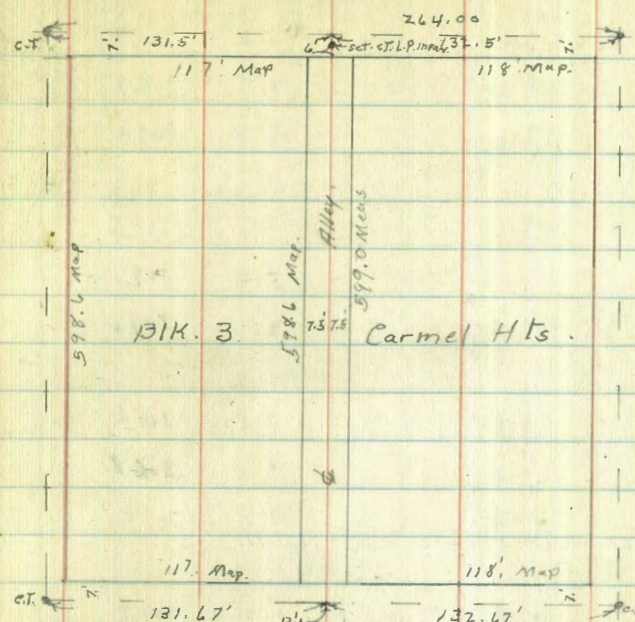 264.00
C.T. 7' 131.5' 6' set. C.T. L.P. 132.5' 7'
117' Map 118' Map.
598.6 Map 598.6 Map. Alley. 599.0 Meas
Blk. 3 7.5 7.5 Carmel Hts.
117. Map. 118' Map
C.T. 7' 131.67' 132.67' 7'